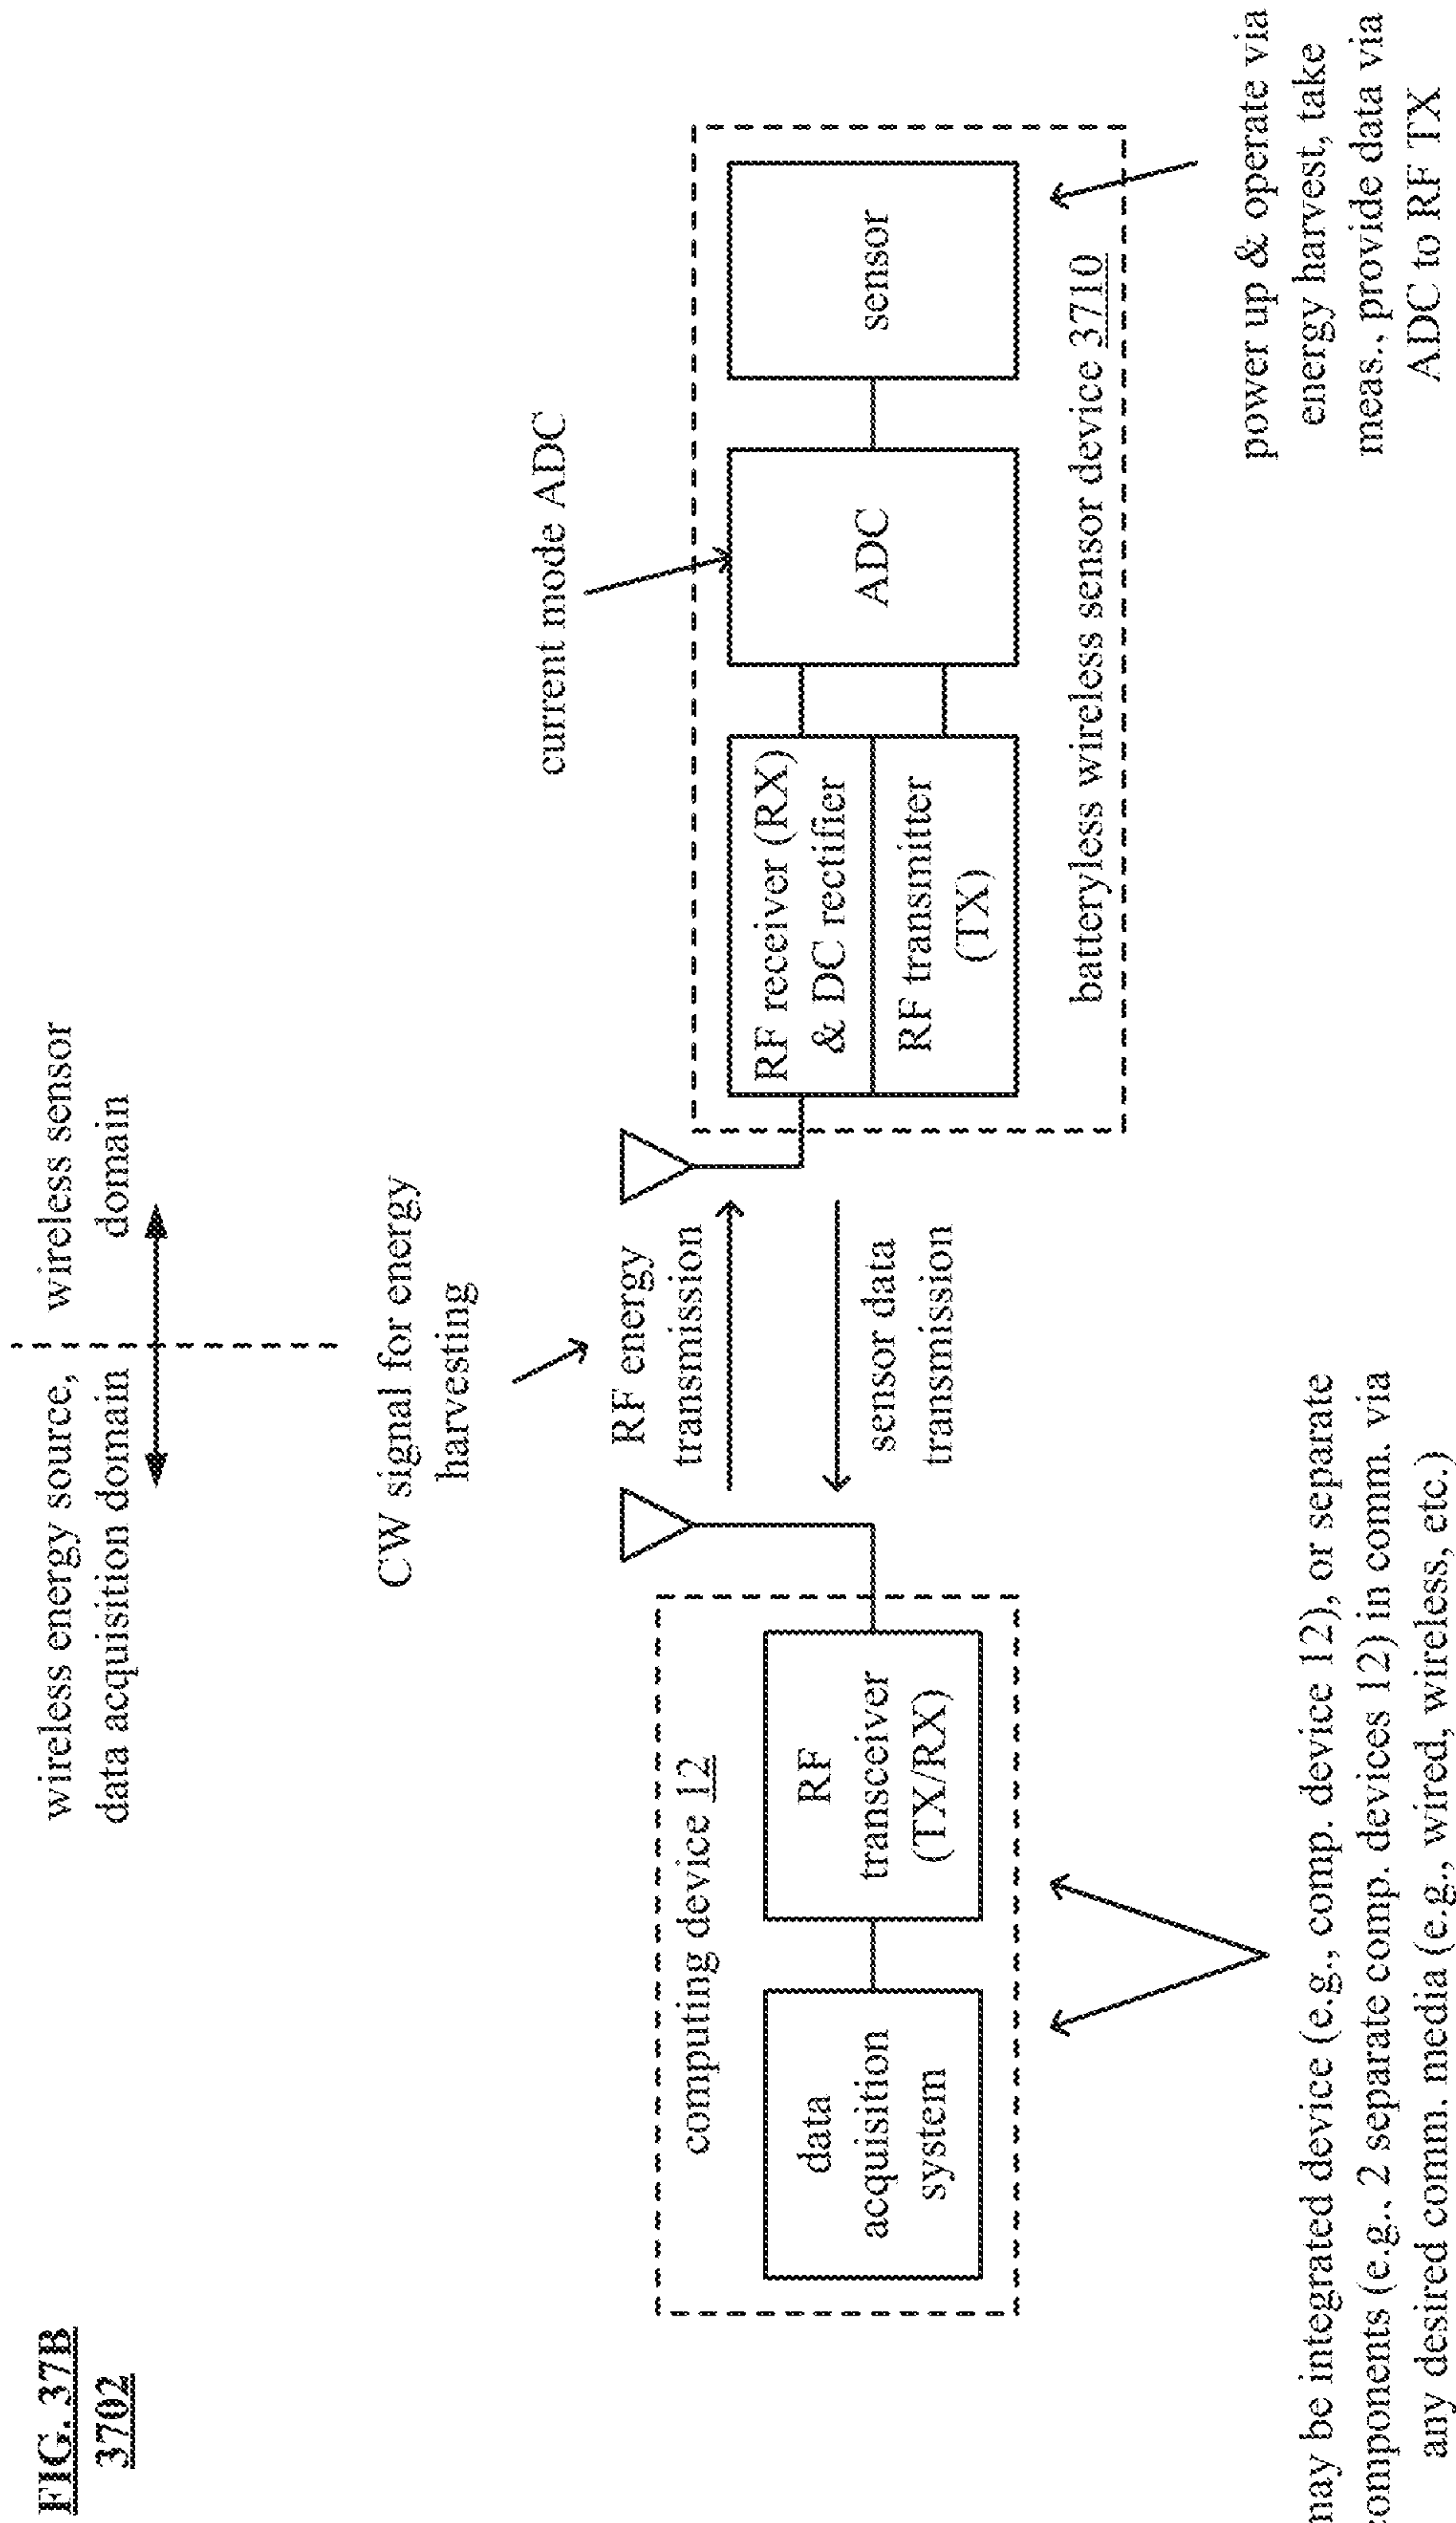 FIG. 37B
3702
wireless energy source,
data acquisition domain
wireless sensor
domain
CW signal for energy
harvesting
RF energy
transmission
sensor data
transmission
computing device 12
data
acquisition
system
RF
transceiver
(TX/RX)
current mode ADC
RF receiver (RX)
& DC rectifier
RF transmitter
(TX)
ADC
sensor
batteryless wireless sensor device 3710
may be integrated device (e.g., comp. device 12), or separate
components (e.g., 2 separate comp. devices 12) in comm. via
any desired comm. media (e.g., wired, wireless, etc.)
power up & operate via
energy harvest, take
meas., provide data via
ADC to RF TX